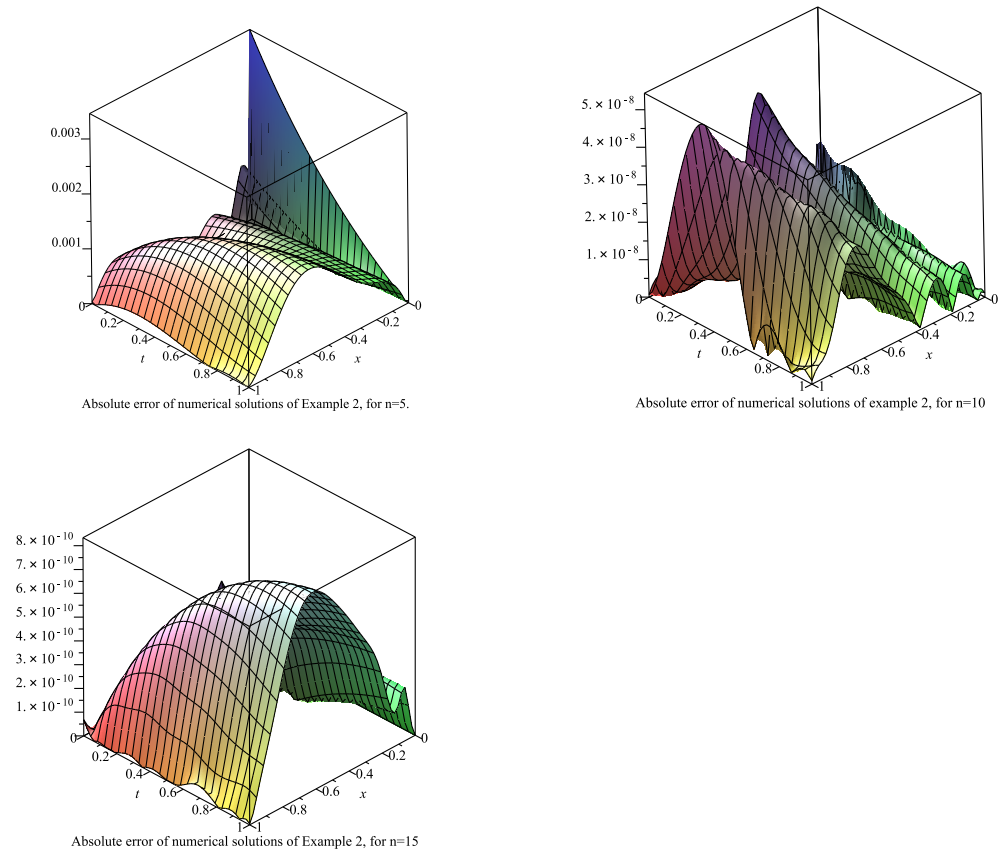 0.003
0.002
0.001
0
0.2
0.4
t
0.6
0.8
1
1
0.8
0.6
x
0.4
0.2
0
Absolute error of numerical solutions of Example 2, for n=5.
5. × 10⁻⁸
4. × 10⁻⁸
3. × 10⁻⁸
2. × 10⁻⁸
1. × 10⁻⁸
0
0.2
0.4
t
0.6
0.8
1
1
0.8
0.6
x
0.4
0.2
0
Absolute error of numerical solutions of example 2, for n=10
8. × 10⁻¹⁰
7. × 10⁻¹⁰
6. × 10⁻¹⁰
5. × 10⁻¹⁰
4. × 10⁻¹⁰
3. × 10⁻¹⁰
2. × 10⁻¹⁰
1. × 10⁻¹⁰
0
0.2
0.4
t
0.6
0.8
1
1
0.8
0.6
x
0.4
0.2
0
Absolute error of numerical solutions of Example 2, for n=15